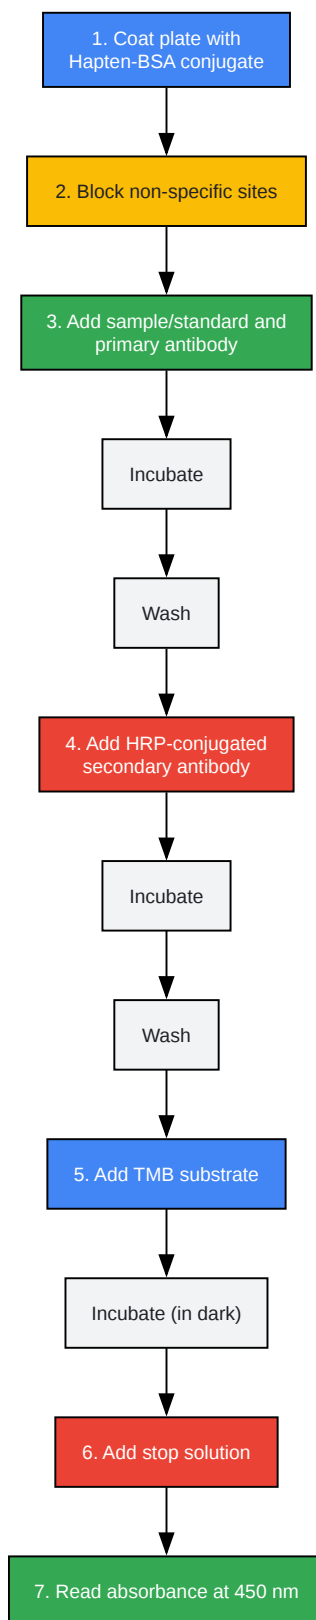 1. Coat plate with
Hapten-BSA conjugate
2. Block non-specific sites
3. Add sample/standard and
primary antibody
Incubate
Wash
4. Add HRP-conjugated
secondary antibody
Incubate
Wash
5. Add TMB substrate
Incubate (in dark)
6. Add stop solution
7. Read absorbance at 450 nm